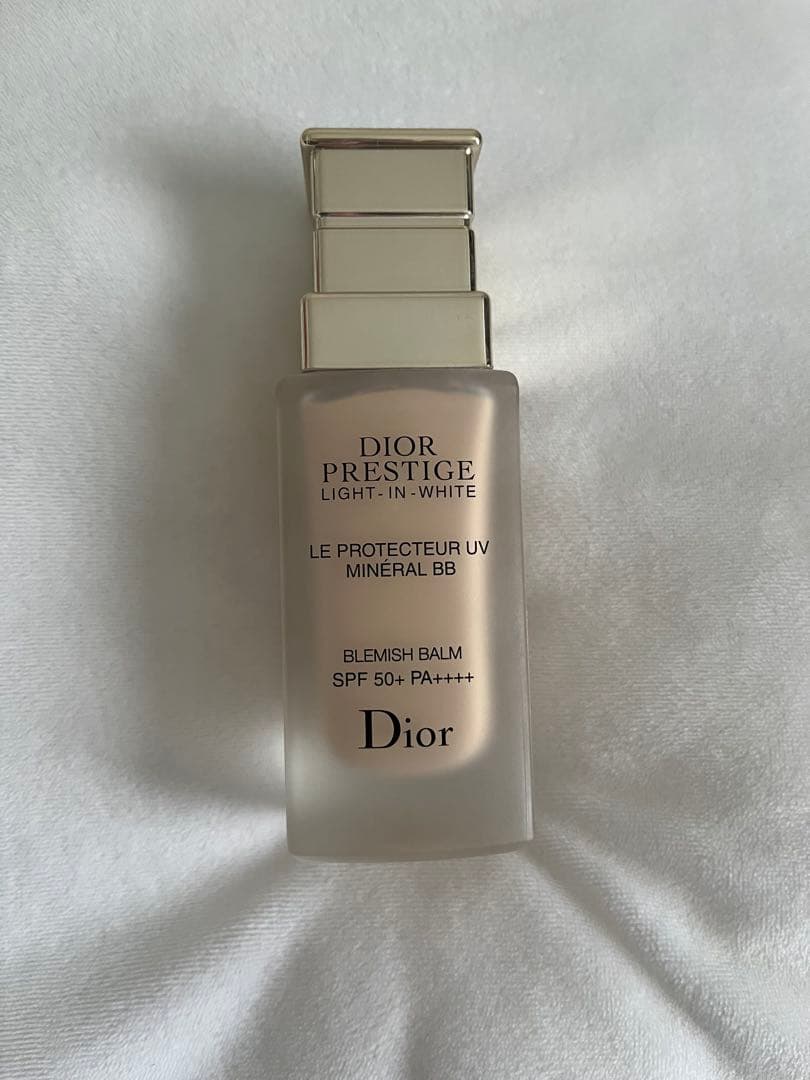 DIOR
PRESTIGE
LIGHT-IN-WHITE
LE PROTECTEUR UV
MINÉRAL BB
BLEMISH BALM
SPF 50+ PA++++
Dior